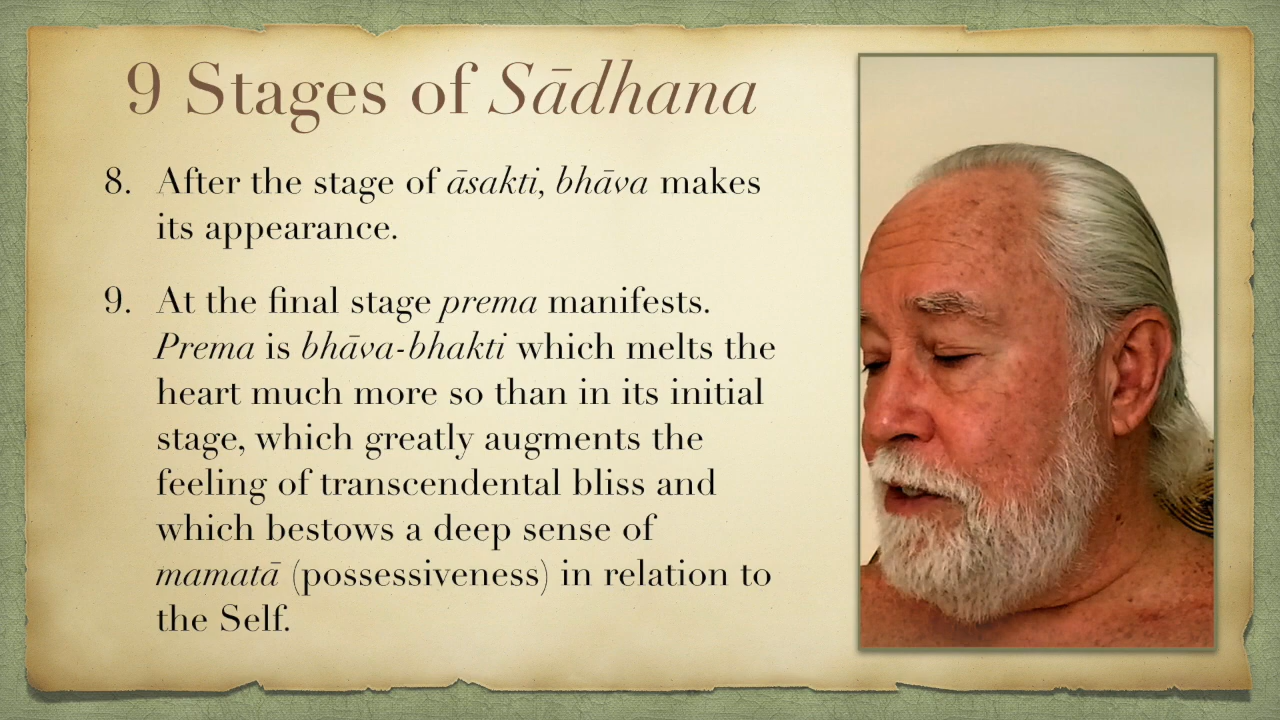 9 Stages of Sādhana
8. After the stage of āsakti, bhāva makes
its appearance.
9. At the final stage prema manifests.
Prema is bhāva-bhakti which melts the
heart much more so than in its initial
stage, which greatly augments the
feeling of transcendental bliss and
which bestows a deep sense of
mamatā (possessiveness) in relation to
the Self.